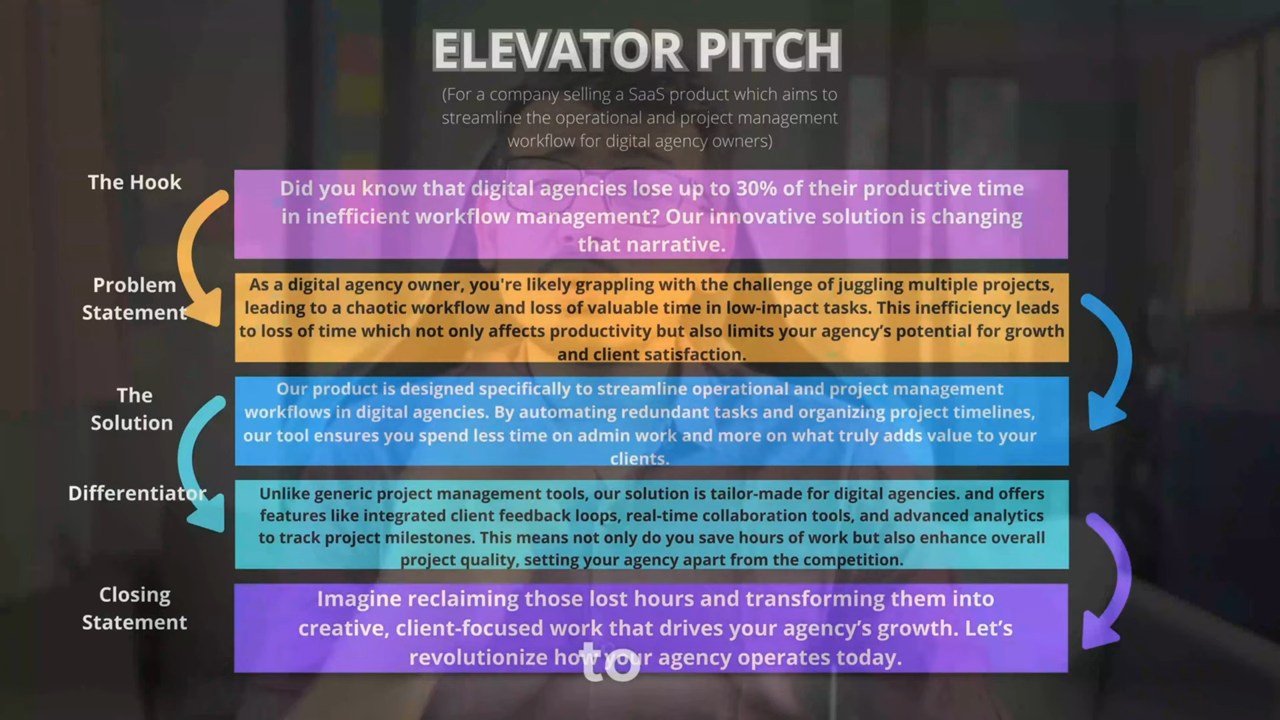 ELEVATOR PITCH
(For a company selling a SaaS product which aims to
streamline the operational and project management
workflow for digital agency owners)
The Hook
Did you know that digital agencies lose up to 30% of their productive time
in inefficient workflow management? Our innovative solution is changing
that narrative.
Problem
Statement
As a digital agency owner, you're likely grappling with the challenge of juggling multiple projects,
leading to a chaotic workflow and loss of valuable time in low-impact tasks. This inefficiency leads
to loss of time which not only affects productivity but also limits your agency's potential for growth
and client satisfaction.
The
Solution
Our product is designed specifically to streamline operational and project management
workflows in digital agencies. By automating redundant tasks and organizing project timelines,
our tool ensures you spend less time on admin work and more on what truly adds value to your
clients.
Differentiator
Unlike generic project management tools, our solution is tailor-made for digital agencies. and offers
features like integrated client feedback loops, real-time collaboration tools, and advanced analytics
to track project milestones. This means not only do you save hours of work but also enhance overall
project quality, setting your agency apart from the competition.
Closing
Statement
Imagine reclaiming those lost hours and transforming them into
creative, client-focused work that drives your agency's growth. Let's
revolutionize how your agency operates today.
to